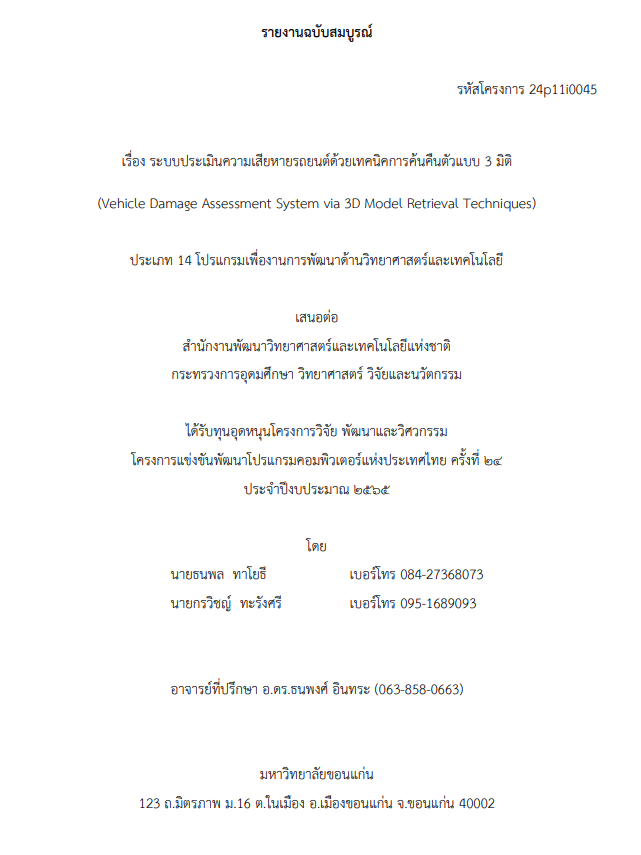 รายงานฉบับสมบูรณ์
รหัสโครงการ 24p11i0045
เรื่อง ระบบประเมินความเสียหายรถยนต์ด้วยเทคนิคการค้นคืนตัวแบบ 3 มิติ
(Vehicle Damage Assessment System via 3D Model Retrieval Techniques)
ประเภท 14 โปรแกรมเพื่องานการพัฒนาด้านวิทยาศาสตร์และเทคโนโลยี
เสนอต่อ
สำนักงานพัฒนาวิทยาศาสตร์และเทคโนโลยีแห่งชาติ
กระทรวงการอุดมศึกษา วิทยาศาสตร์ วิจัยและนวัตกรรม
ได้รับทุนอุดหนุนโครงการวิจัย พัฒนาและวิศวกรรม
โครงการแข่งขันพัฒนาโปรแกรมคอมพิวเตอร์แห่งประเทศไทย ครั้งที่ ๒๔
ประจำปีงบประมาณ ๒๕๖๕
โดย
นายธนพล ทาโยธี เบอร์โทร 084-27368073
นายกรวิชญ์ ทะรังศรี เบอร์โทร 095-1689093
อาจารย์ที่ปรึกษา อ.ดร.ธนพงศ์ อินทระ (063-858-0663)
มหาวิทยาลัยขอนแก่น
123 ถ.มิตรภาพ ม.16 ต.ในเมือง อ.เมืองขอนแก่น จ.ขอนแก่น 40002